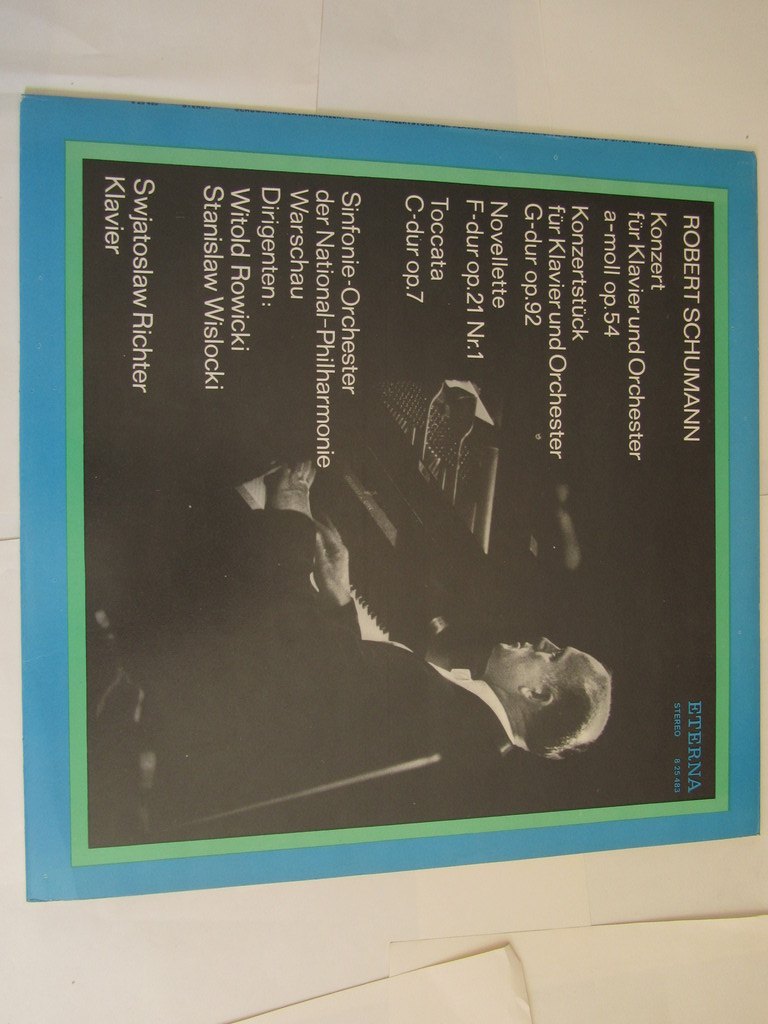 ROBERT SCHUMANN
Konzert
für Klavier und Orchester
a-moll op.54
Konzertstück
für Klavier und Orchester
G-dur op.92
Novellette
F-dur op.21 Nr.1
Toccata
C-dur op.7
Sinfonie-Orchester
der National-Philharmonie
Warschau
Dirigenten:
Witold Rowicki
Stanislaw Wislocki
Swjatoslaw Richter
Klavier
ETERNA
STEREO 8 25 483